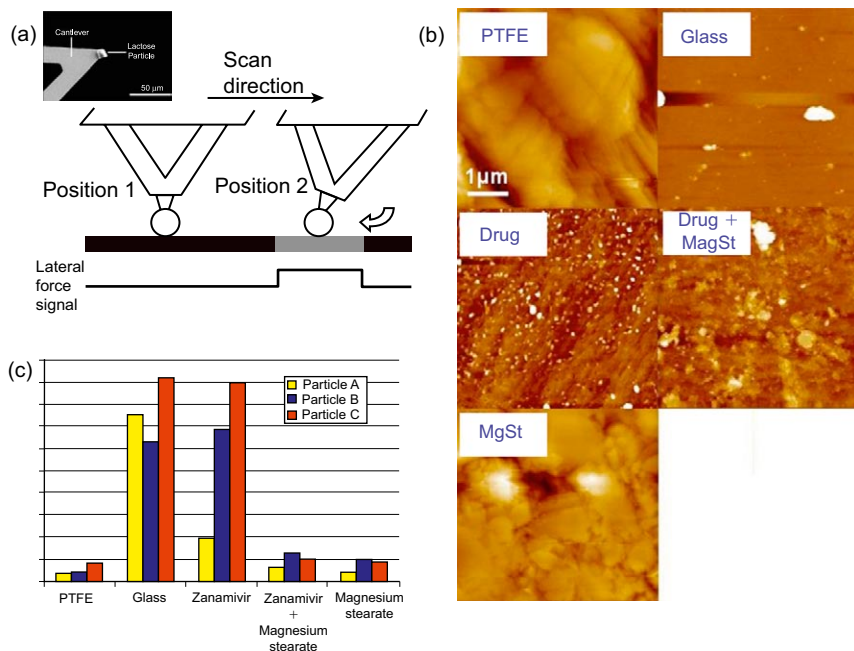 (a)
Cantlever
Lactose
Particle
50 µm
Scan
direction
Position 1
Position 2
Lateral
force
signal
(b)
PTFE
Glass
1µm
Drug
Drug +
MagSt
MgSt
(c)
Particle A
Particle B
Particle C
PTFE
Glass
Zanamivir
Zanamivir
+
Magnesium
stearate
Magnesium
stearate